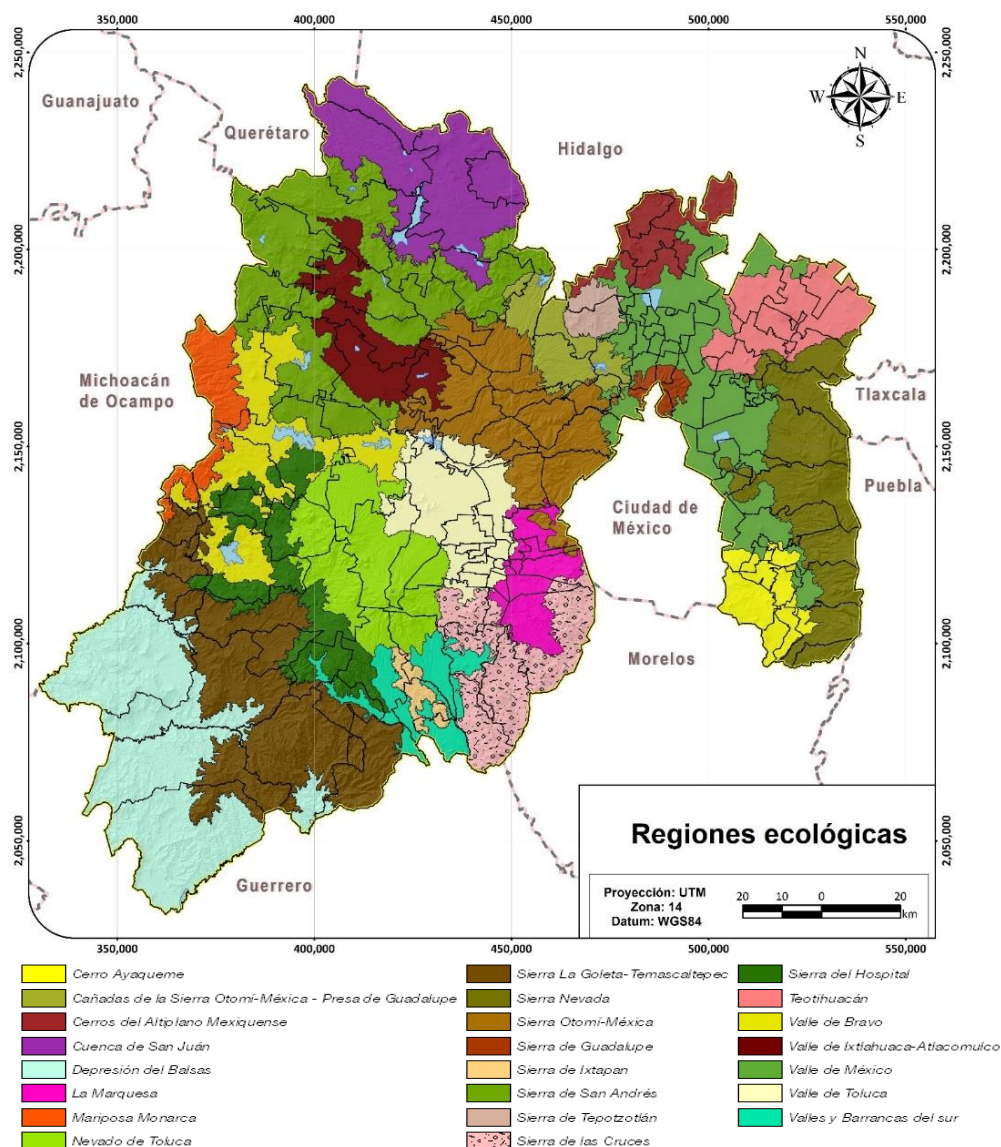 350,000
400,000
450,000
500,000
550,000
2,250,000
2,250,000
N
W
E
S
Guanajuato
Querétaro
Hidalgo
2,200,000
2,200,000
Michoacán
de Ocampo
Tlaxcala
2,150,000
2,150,000
Puebla
Ciudad de
México
2,100,000
2,100,000
Morelos
2,050,000
2,050,000
Guerrero
Regiones ecológicas
Proyección: UTM
Zona: 14
Datum: WGS84
20 10 0 20
km
350,000
400,000
450,000
500,000
550,000
Cerro Ayaqueme
Cañadas de la Sierra Otomí-México - Presa de Guadalupe
Cerros del Altiplano Mexiquense
Cuenca de San Juán
Depresión del Balsas
La Marquesa
Mariposa Monarca
Nevado de Toluca
Sierra La Goleta-Temascaltepec
Sierra Nevada
Sierra Otomí-México
Sierra de Guadalupe
Sierra de Ixtapan
Sierra de San Andrés
Sierra de Tepotzotlán
Sierra de las Cruces
Sierra del Hospital
Teotihuacán
Valle de Bravo
Valle de Ixtlahuaca-Atlacomulco
Valle de México
Valle de Toluca
Valles y Barrancas del sur